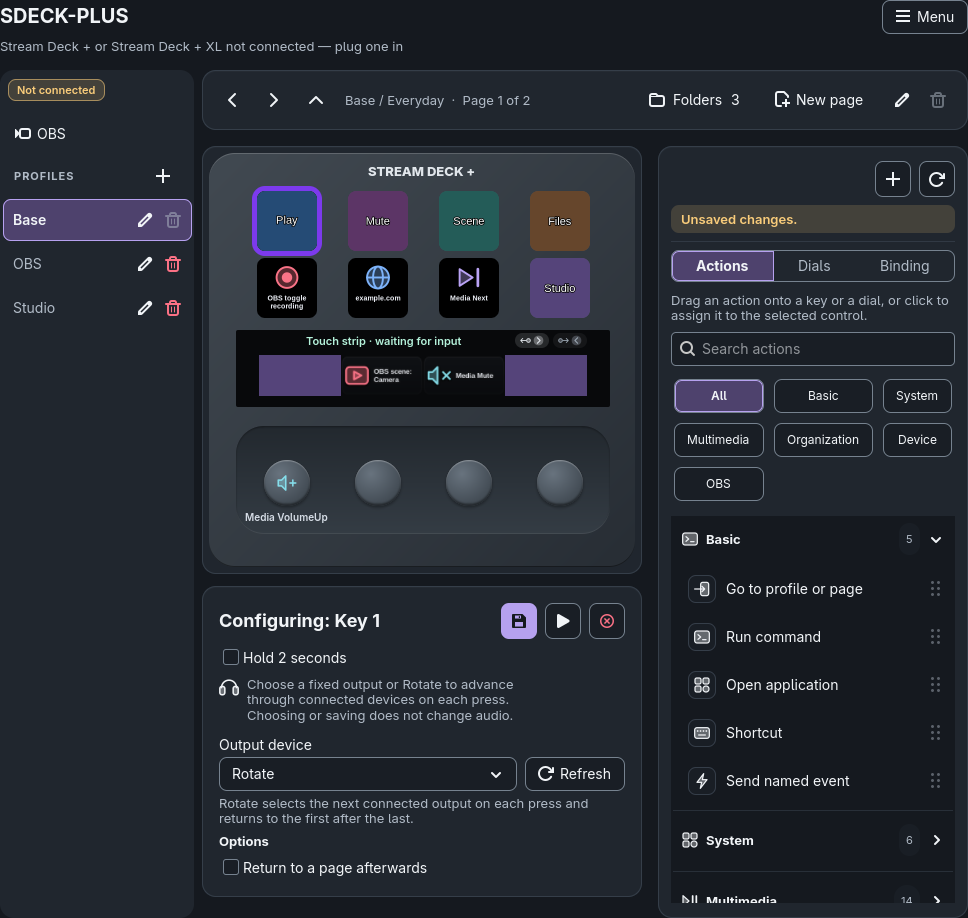 SDECK-PLUS
Menu
Stream Deck + or Stream Deck + XL not connected — plug one in
Not connected
OBS
PROFILES
Base
OBS
Studio
Base / Everyday · Page 1 of 2
Folders 3
New page
STREAM DECK +
Play
Mute
Scene
Files
OBS toggle
recording
example.com
Media Next
Studio
Touch strip · waiting for input
OBS scene:
Camera
Media Mute
Media VolumeUp
Configuring: Key 1
Hold 2 seconds
Choose a fixed output or Rotate to advance
through connected devices on each press.
Choosing or saving does not change audio.
Output device
Rotate
Refresh
Rotate selects the next connected output on each press and
returns to the first after the last.
Options
Return to a page afterwards
Unsaved changes.
Actions
Dials
Binding
Drag an action onto a key or a dial, or click to
assign it to the selected control.
Search actions
All
Basic
System
Multimedia
Organization
Device
OBS
Basic 5
Go to profile or page
Run command
Open application
Shortcut
Send named event
System 6
Multimedia 14